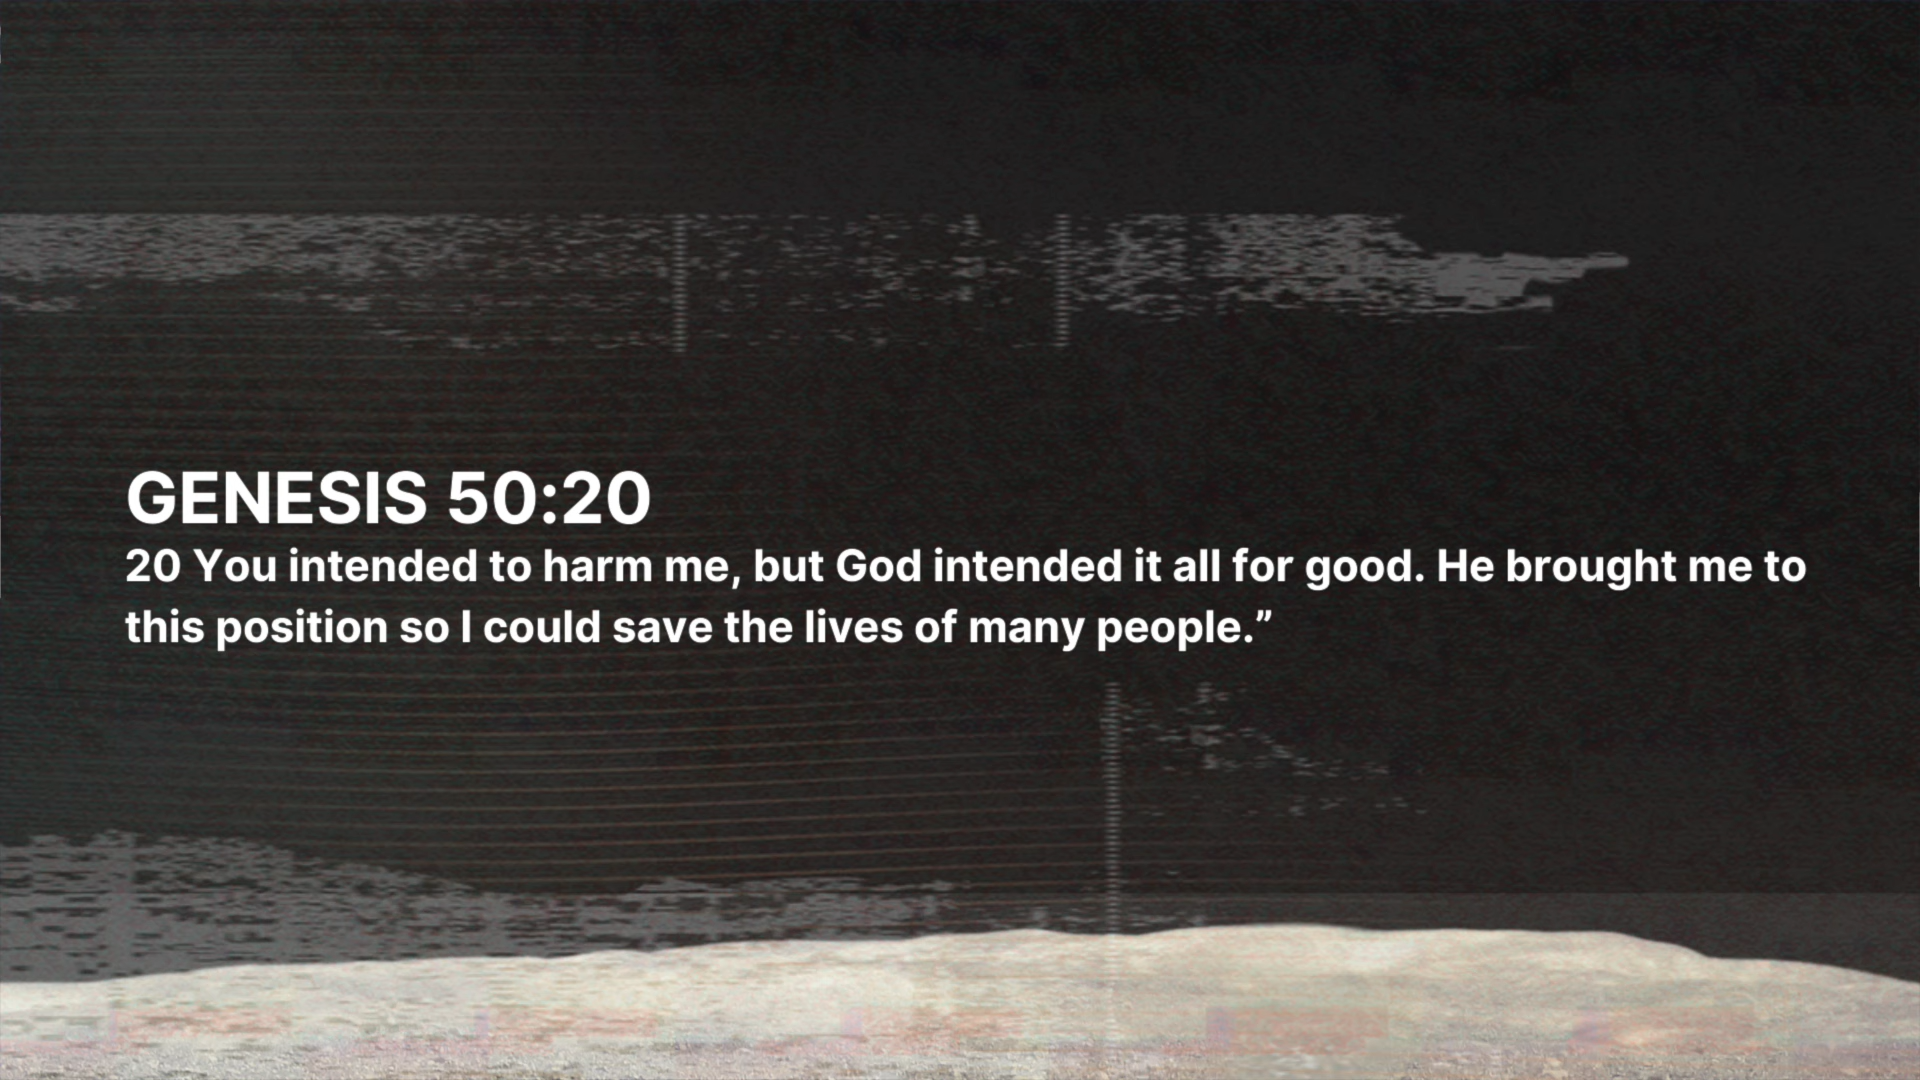 GENESIS 50:20
20 You intended to harm me, but God intended it all for good. He brought me to
this position so I could save the lives of many people.”